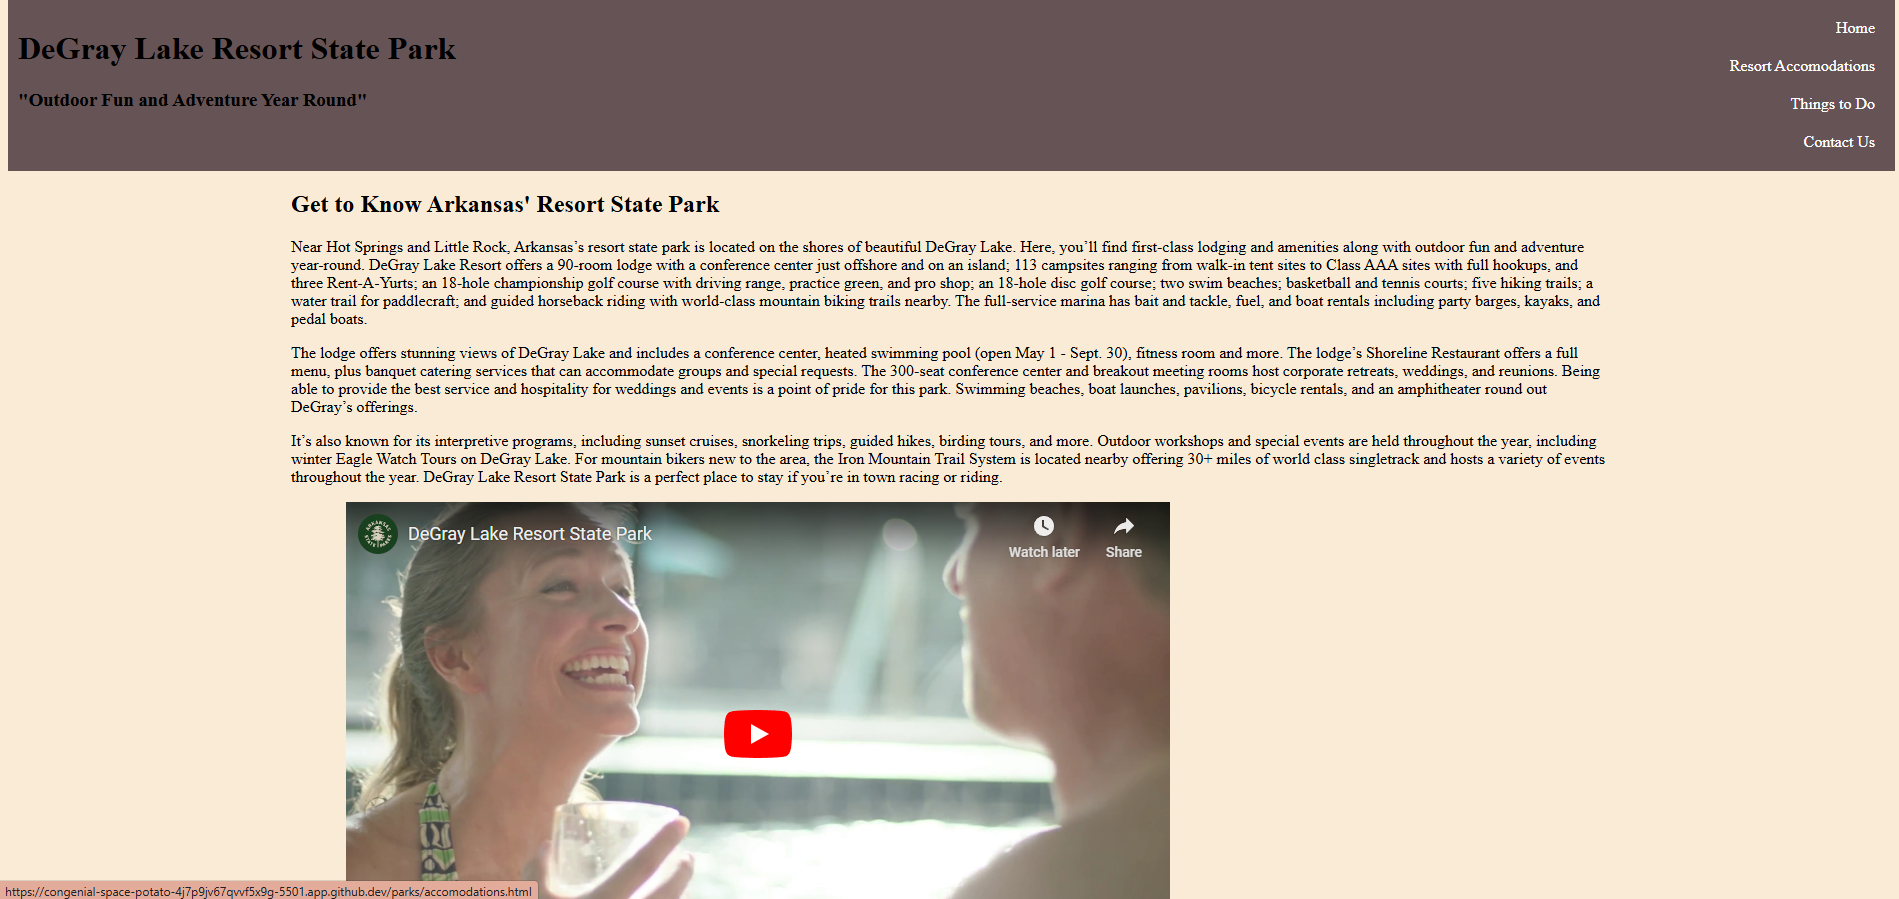 DeGray Lake Resort State Park
"Outdoor Fun and Adventure Year Round"
Home
Resort Accomodations
Things to Do
Contact Us
Get to Know Arkansas' Resort State Park
Near Hot Springs and Little Rock, Arkansas’s resort state park is located on the shores of beautiful DeGray Lake. Here, you’ll find first-class lodging and amenities along with outdoor fun and adventure
year-round. DeGray Lake Resort offers a 90-room lodge with a conference center just offshore and on an island; 113 campsites ranging from walk-in tent sites to Class AAA sites with full hookups, and
three Rent-A-Yurts; an 18-hole championship golf course with driving range, practice green, and pro shop; an 18-hole disc golf course; two swim beaches; basketball and tennis courts; five hiking trails; a
water trail for paddlecraft; and guided horseback riding with world-class mountain biking trails nearby. The full-service marina has bait and tackle, fuel, and boat rentals including party barges, kayaks, and
pedal boats.
The lodge offers stunning views of DeGray Lake and includes a conference center, heated swimming pool (open May 1 - Sept. 30), fitness room and more. The lodge’s Shoreline Restaurant offers a full
menu, plus banquet catering services that can accommodate groups and special requests. The 300-seat conference center and breakout meeting rooms host corporate retreats, weddings, and reunions. Being
able to provide the best service and hospitality for weddings and events is a point of pride for this park. Swimming beaches, boat launches, pavilions, bicycle rentals, and an amphitheater round out
DeGray’s offerings.
It’s also known for its interpretive programs, including sunset cruises, snorkeling trips, guided hikes, birding tours, and more. Outdoor workshops and special events are held throughout the year, including
winter Eagle Watch Tours on DeGray Lake. For mountain bikers new to the area, the Iron Mountain Trail System is located nearby offering 30+ miles of world class singletrack and hosts a variety of events
throughout the year. DeGray Lake Resort State Park is a perfect place to stay if you’re in town racing or riding.
ARKANSAS
STATE PARKS
DeGray Lake Resort State Park
Watch later
Share
https://congenial-space-potato-4j7p9jv67qvvf5x9g-5501.app.github.dev/parks/accomodations.html